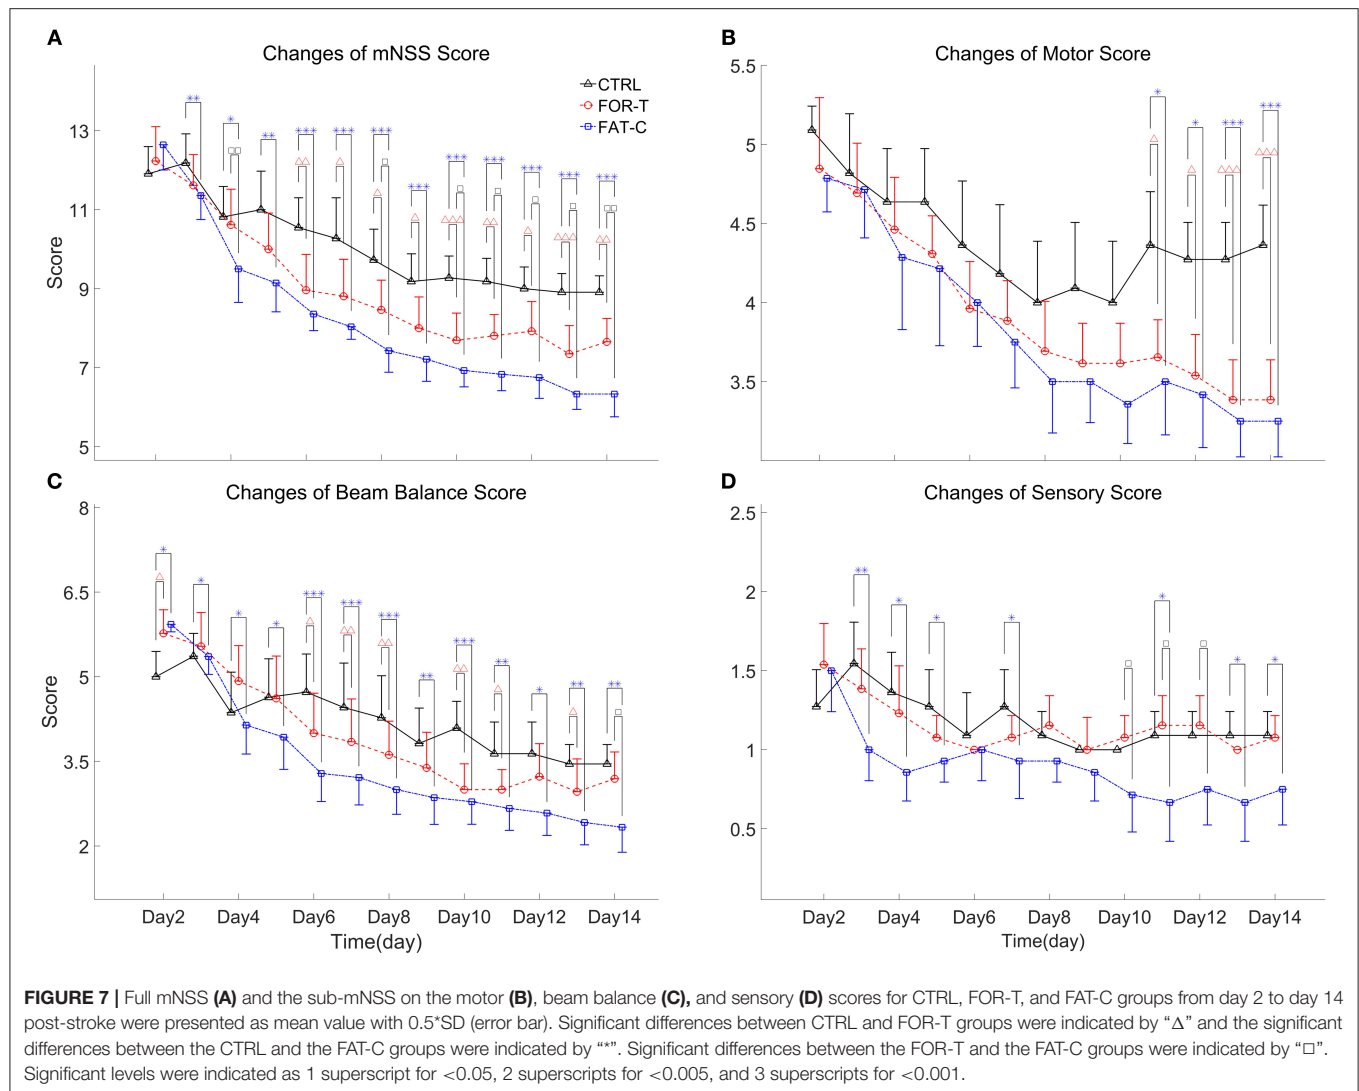 A
Changes of mNSS Score
CTRL
FOR-T
FAT-C
13
11
9
7
5
Score
B
Changes of Motor Score
5.5
5
4.5
4
3.5
C
Changes of Beam Balance Score
8
6.5
5
3.5
2
Score
Day2 Day4 Day6 Day8 Day10 Day12 Day14
Time(day)
D
Changes of Sensory Score
2.5
2
1.5
1
0.5
Day2 Day4 Day6 Day8 Day10 Day12 Day14
Time(day)
FIGURE 7 | Full mNSS (A) and the sub-mNSS on the motor (B), beam balance (C), and sensory (D) scores for CTRL, FOR-T, and FAT-C groups from day 2 to day 14
post-stroke were presented as mean value with 0.5*SD (error bar). Significant differences between CTRL and FOR-T groups were indicated by “Δ” and the significant
differences between the CTRL and the FAT-C groups were indicated by “*”. Significant differences between the FOR-T and the FAT-C groups were indicated by “□”.
Significant levels were indicated as 1 superscript for <0.05, 2 superscripts for <0.005, and 3 superscripts for <0.001.